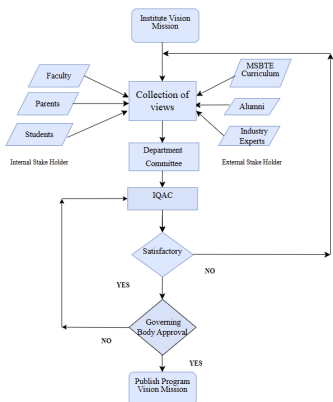 Institute Vision
Mission
Faculty
Parents
Students
Internal Stake Holder
Collection of
views
MSBTE
Curriculum
Alumni
Industry
Experts
External Stake Holder
Department
Committee
IQAC
Satisfactory
NO
YES
Governing
Body Approval
NO
YES
Publish Program
Vision Mission